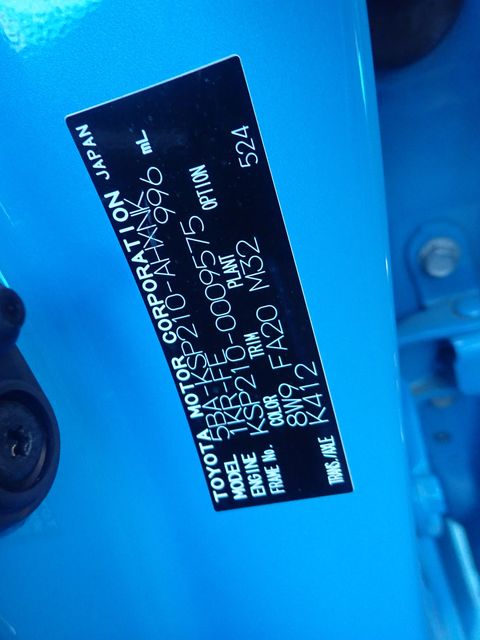 TOYOTA MOTOR CORPORATION JAPAN
MODEL 5BA-KSP210-AHXNK
ENGINE 1KR-FE 996 mL
FRAME No. KSP210-0009575
COLOR TRIM PLANT OPTION
8W9 FA20 M32 524
TRANS./AXLE K412